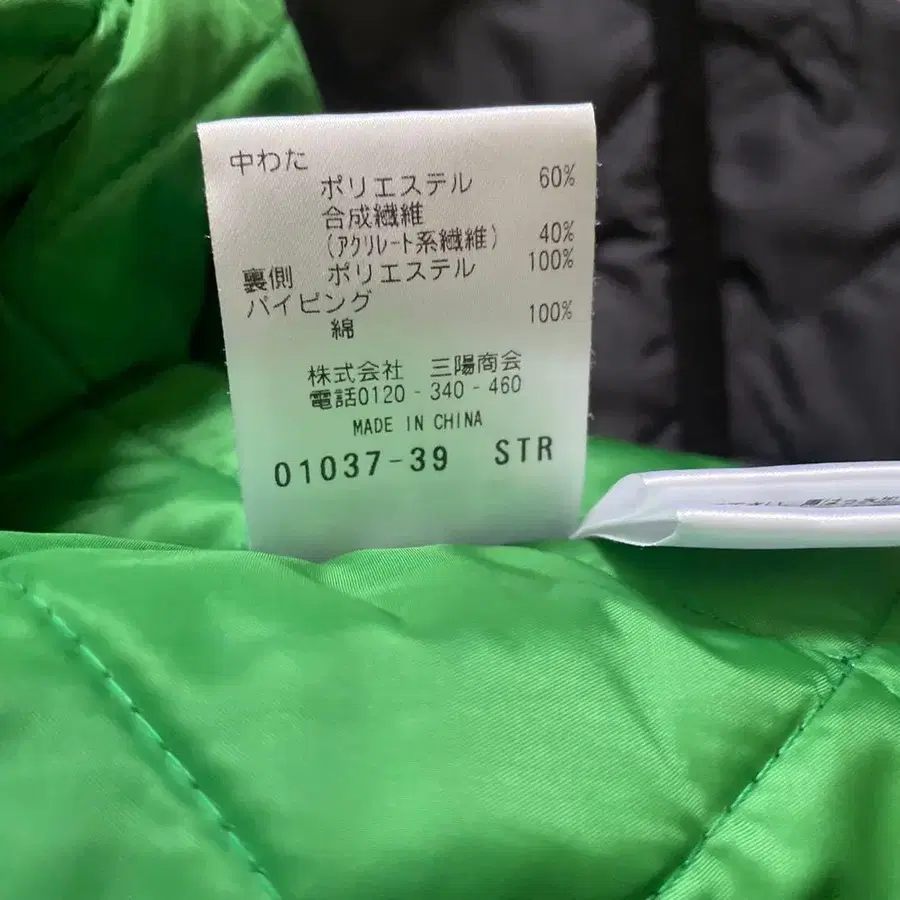 中わた
ポリエステル 60%
合成繊維
(アクリレート系繊維) 40%
裏側 ポリエステル 100%
パイピング
綿 100%
株式会社 三陽商会
電話0120-340-460
MADE IN CHINA
01037-39 STR